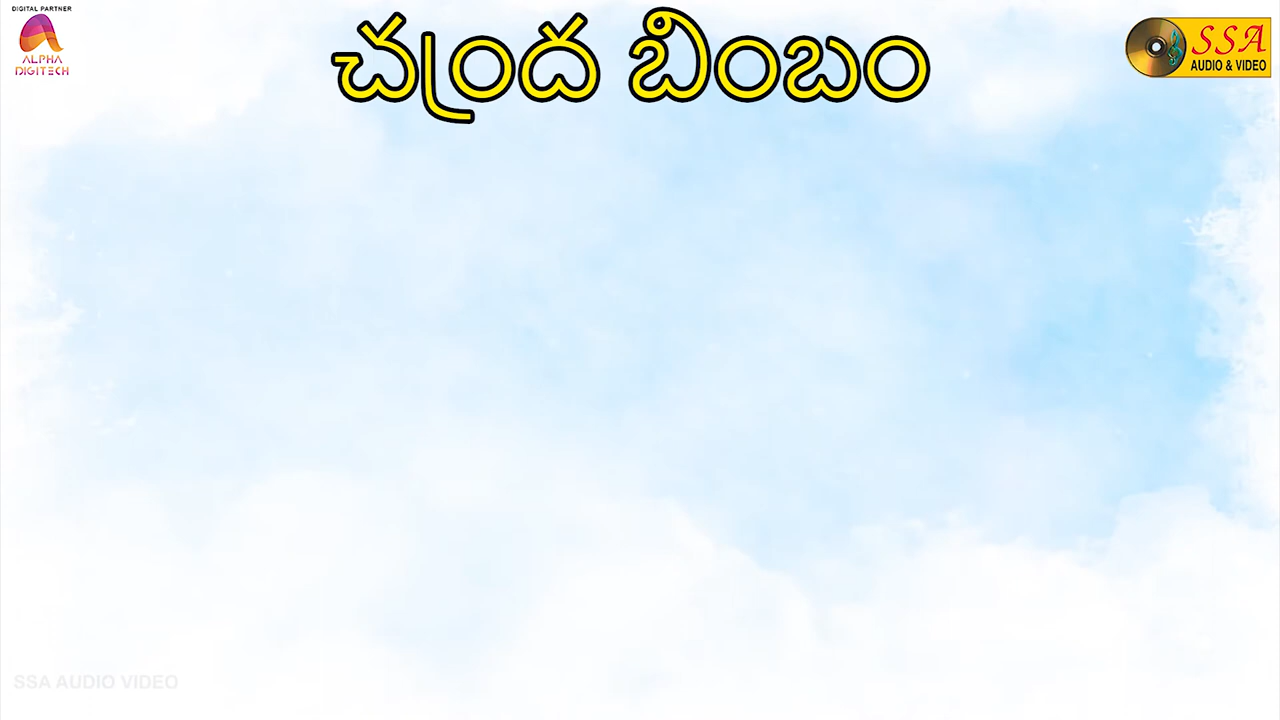 DIGITAL PARTNER
ALPHA
DIGITECH
చంద్ర బింబం
SSA
AUDIO & VIDEO
SSA AUDIO VIDEO